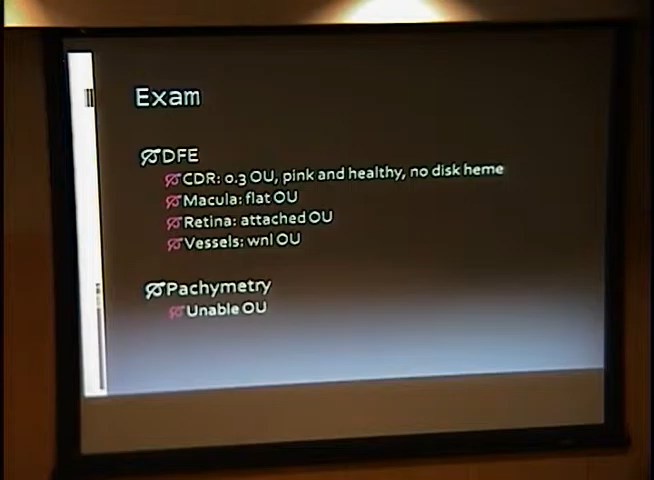 Exam
DFE
CDR: 0.3 OU, pink and healthy, no disk heme
Macula: flat OU
Retina: attached OU
Vessels: wnl OU
Pachymetry
Unable OU